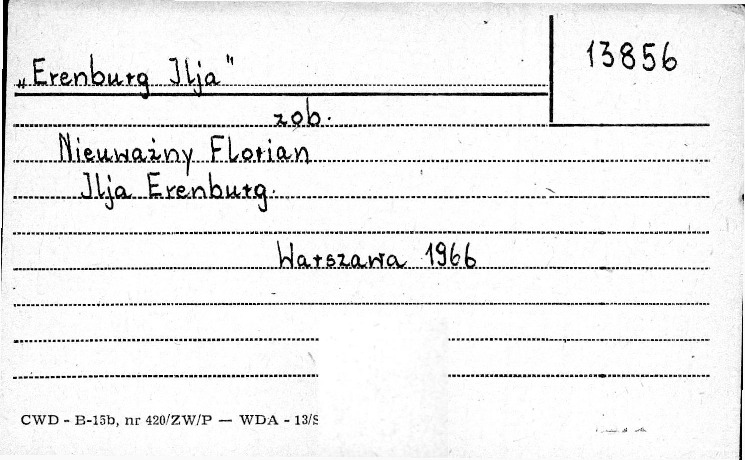 13856
„Erenburg Ilja"
zob.
Nieuważny Florian
Ilja Erenburg.
Warszawa 1966
CWD - B-15b, nr 420/ZW/P — WDA - 13/S